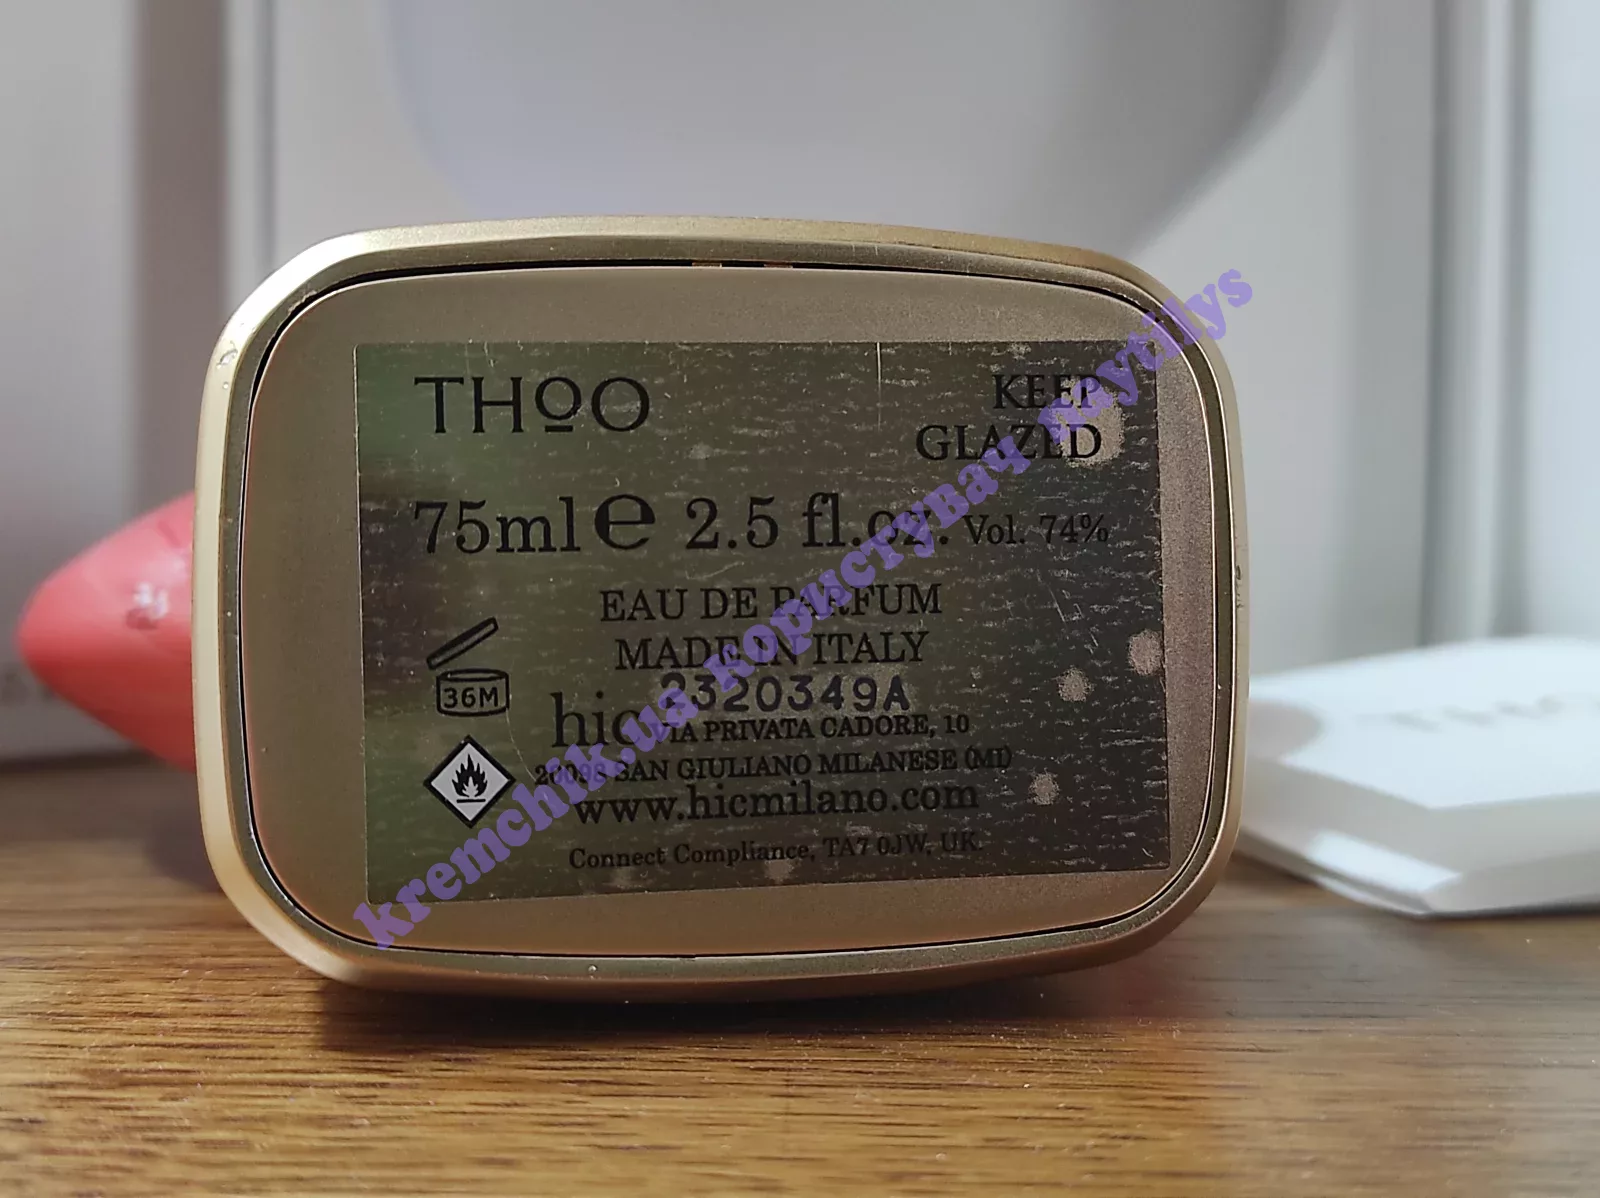 THOO
KEEP
GLAZED
75ml e 2.5 fl.oz. Vol. 74%
EAU DE PARFUM
MADE IN ITALY
2320349A
36M
hic VIA PRIVATA CADORE, 10
20098 SAN GIULIANO MILANESE (MI)
www.hicmilano.com
Connect Compliance, TA7 0JW, UK.
kremchik.ua користувач naytilys